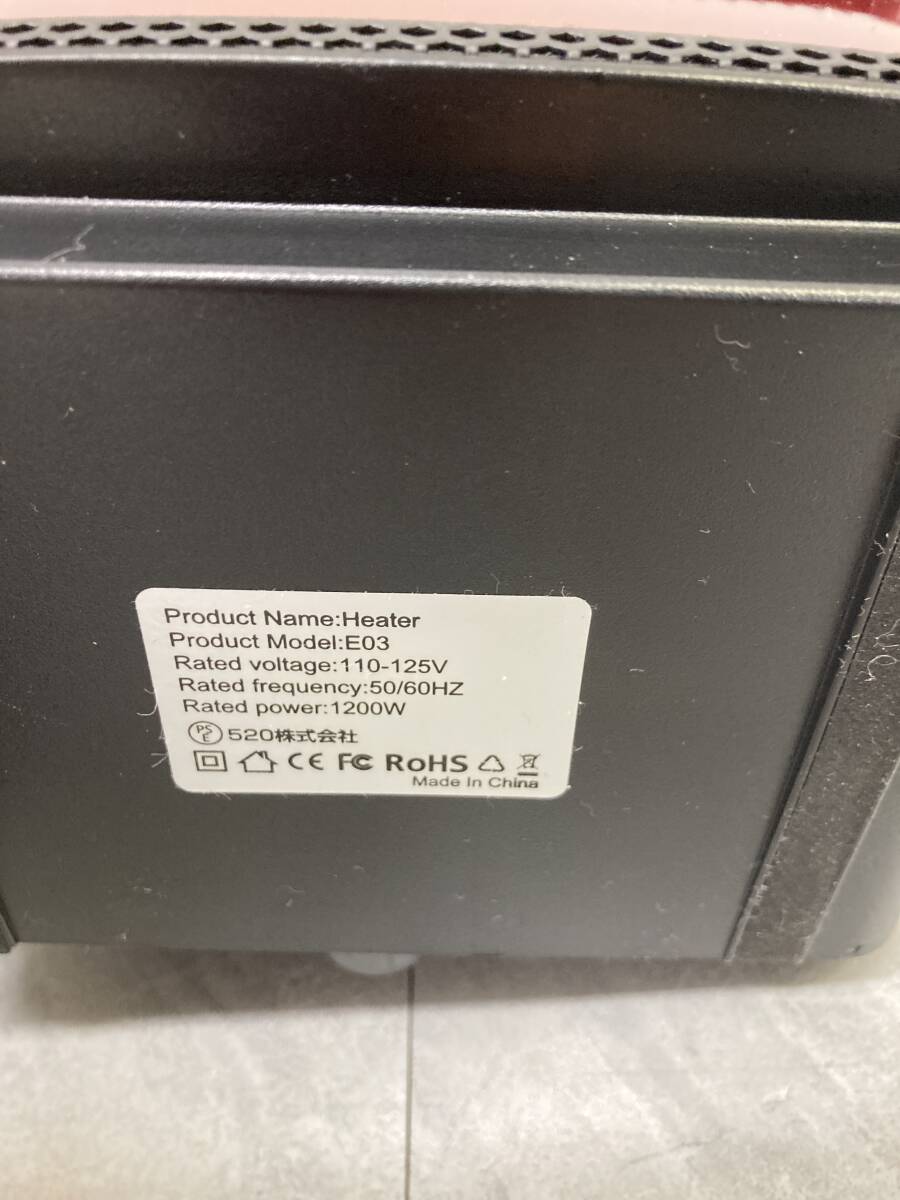 Product Name:Heater
Product Model:E03
Rated voltage:110-125V
Rated frequency:50/60HZ
Rated power:1200W
PSE 520株式会社
CE FC RoHS
Made In China